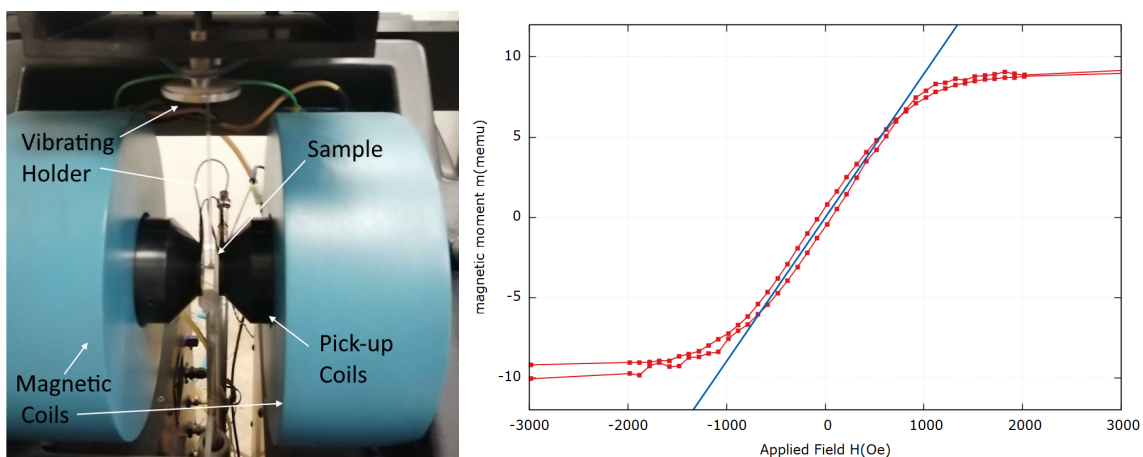 Vibrating
Holder
Sample
Pick-up
Coils
Magnetic
Coils
magnetic moment m(memu)
10
5
0
-5
-10
-3000 -2000 -1000 0 1000 2000 3000
Applied Field H(Oe)